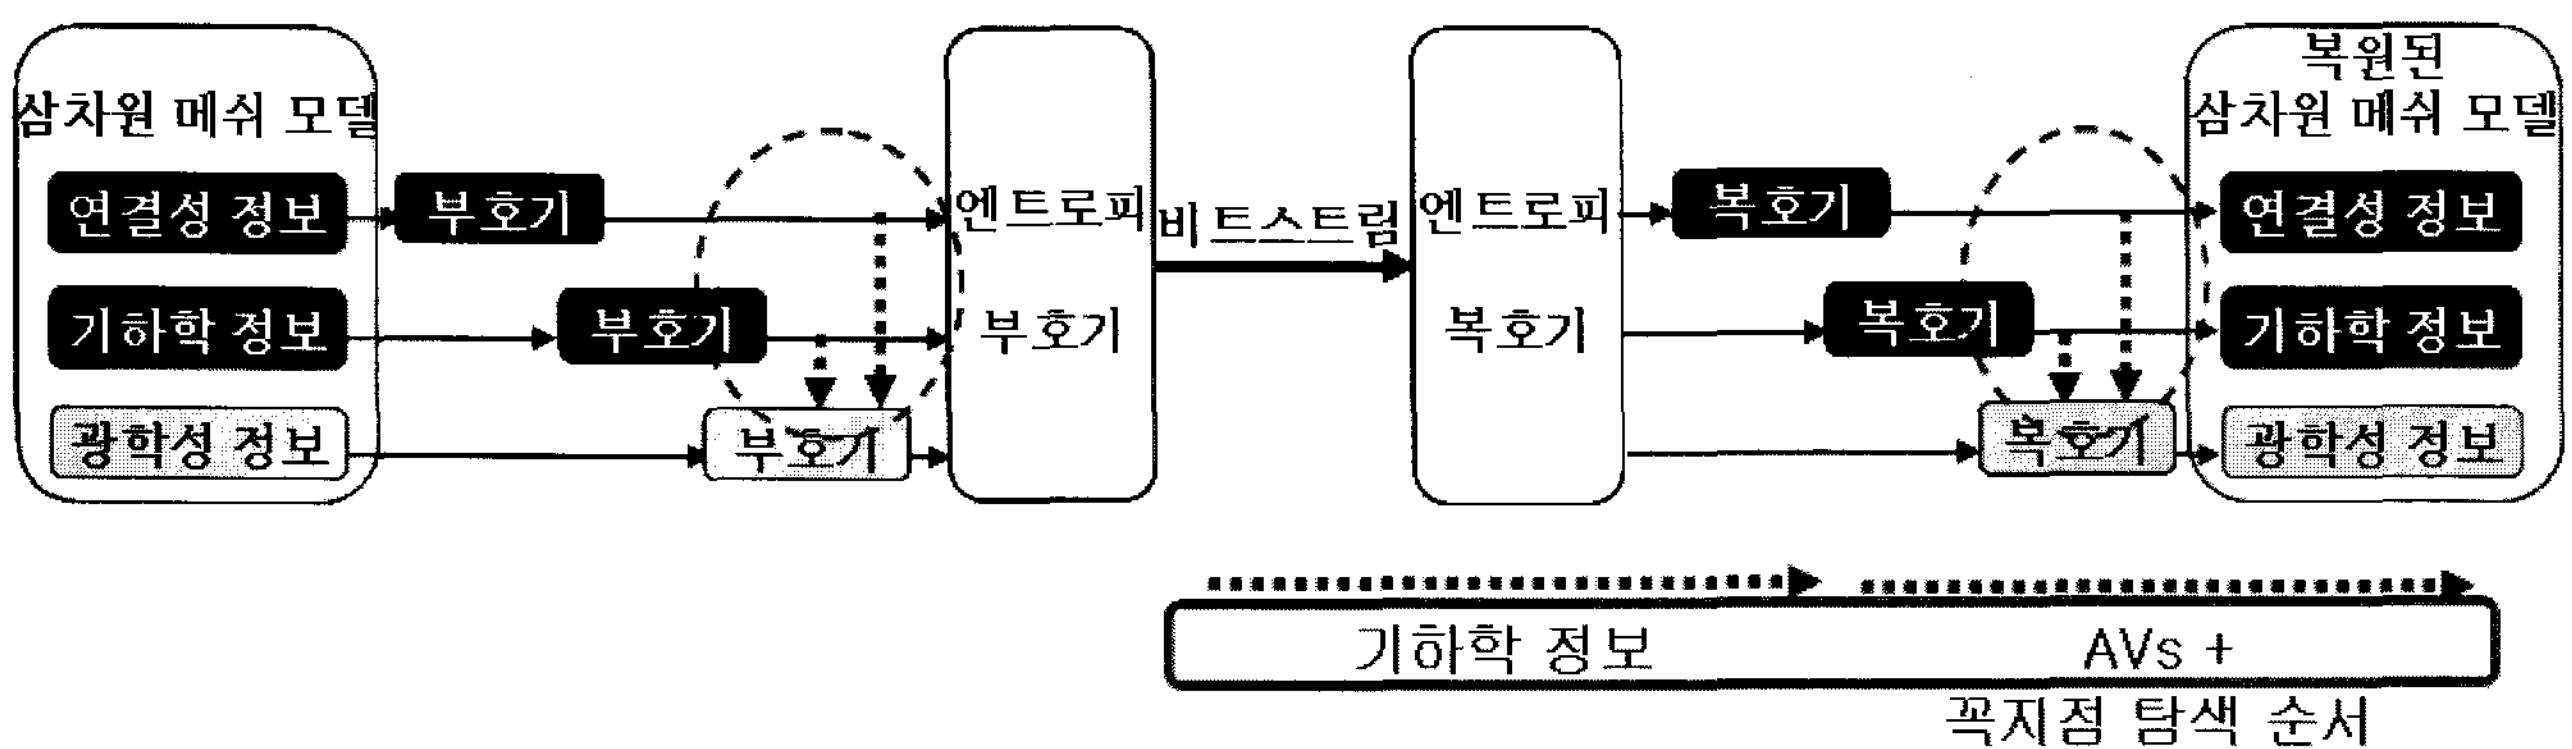 삼차원 메쉬 모델
연결성 정보
부호기
기하학 정보
부호기
광학성 정보
부호기
엔트로피
부호기
비트스트림
엔트로피
복호기
복호기
복호기
복호기
복원된
삼차원 메쉬 모델
연결성 정보
기하학 정보
광학성 정보
기하학 정보
AVs +
꼭지점 탐색 순서